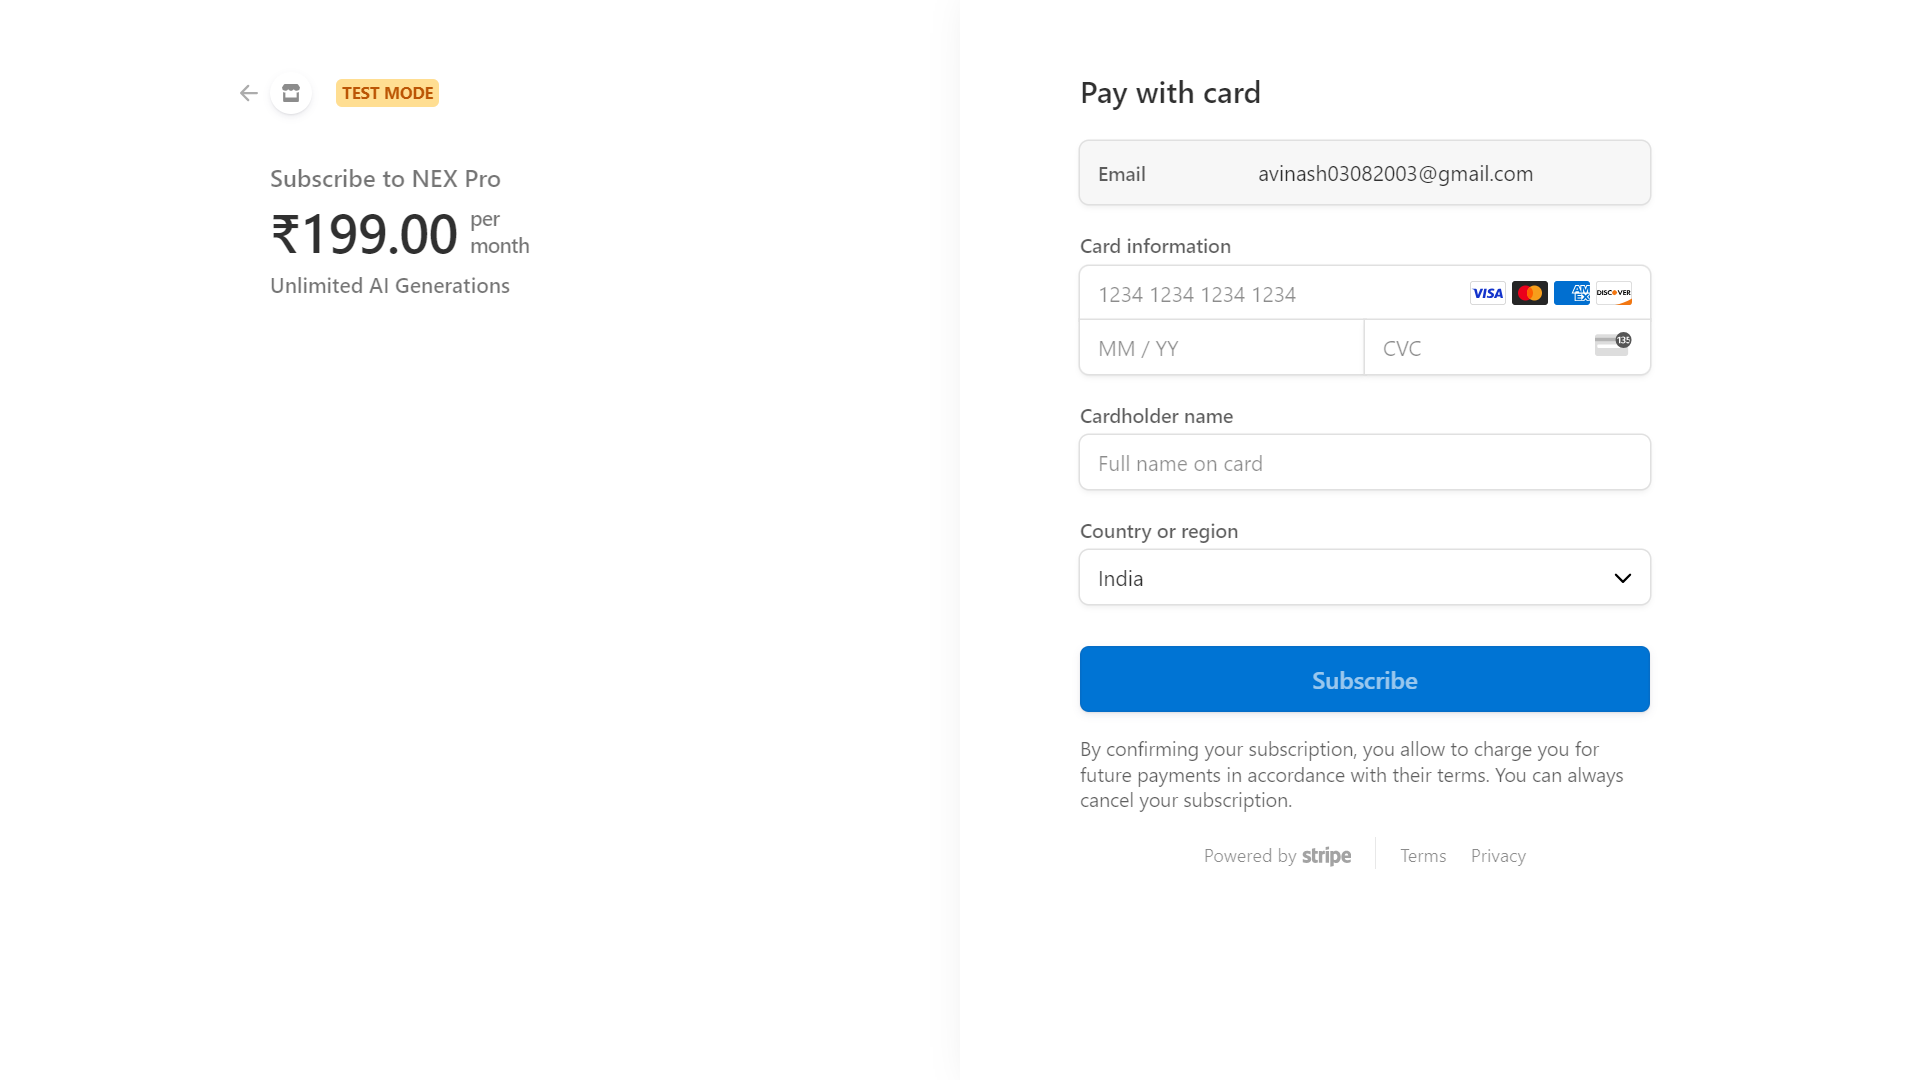 TEST MODE
Subscribe to NEX Pro
₹199.00 per month
Unlimited AI Generations
Pay with card
Email avinash03082003@gmail.com
Card information
1234 1234 1234 1234 VISA AM EX DISCOVER
MM / YY CVC 135
Cardholder name
Full name on card
Country or region
India
Subscribe
By confirming your subscription, you allow to charge you for
future payments in accordance with their terms. You can always
cancel your subscription.
Powered by stripe Terms Privacy